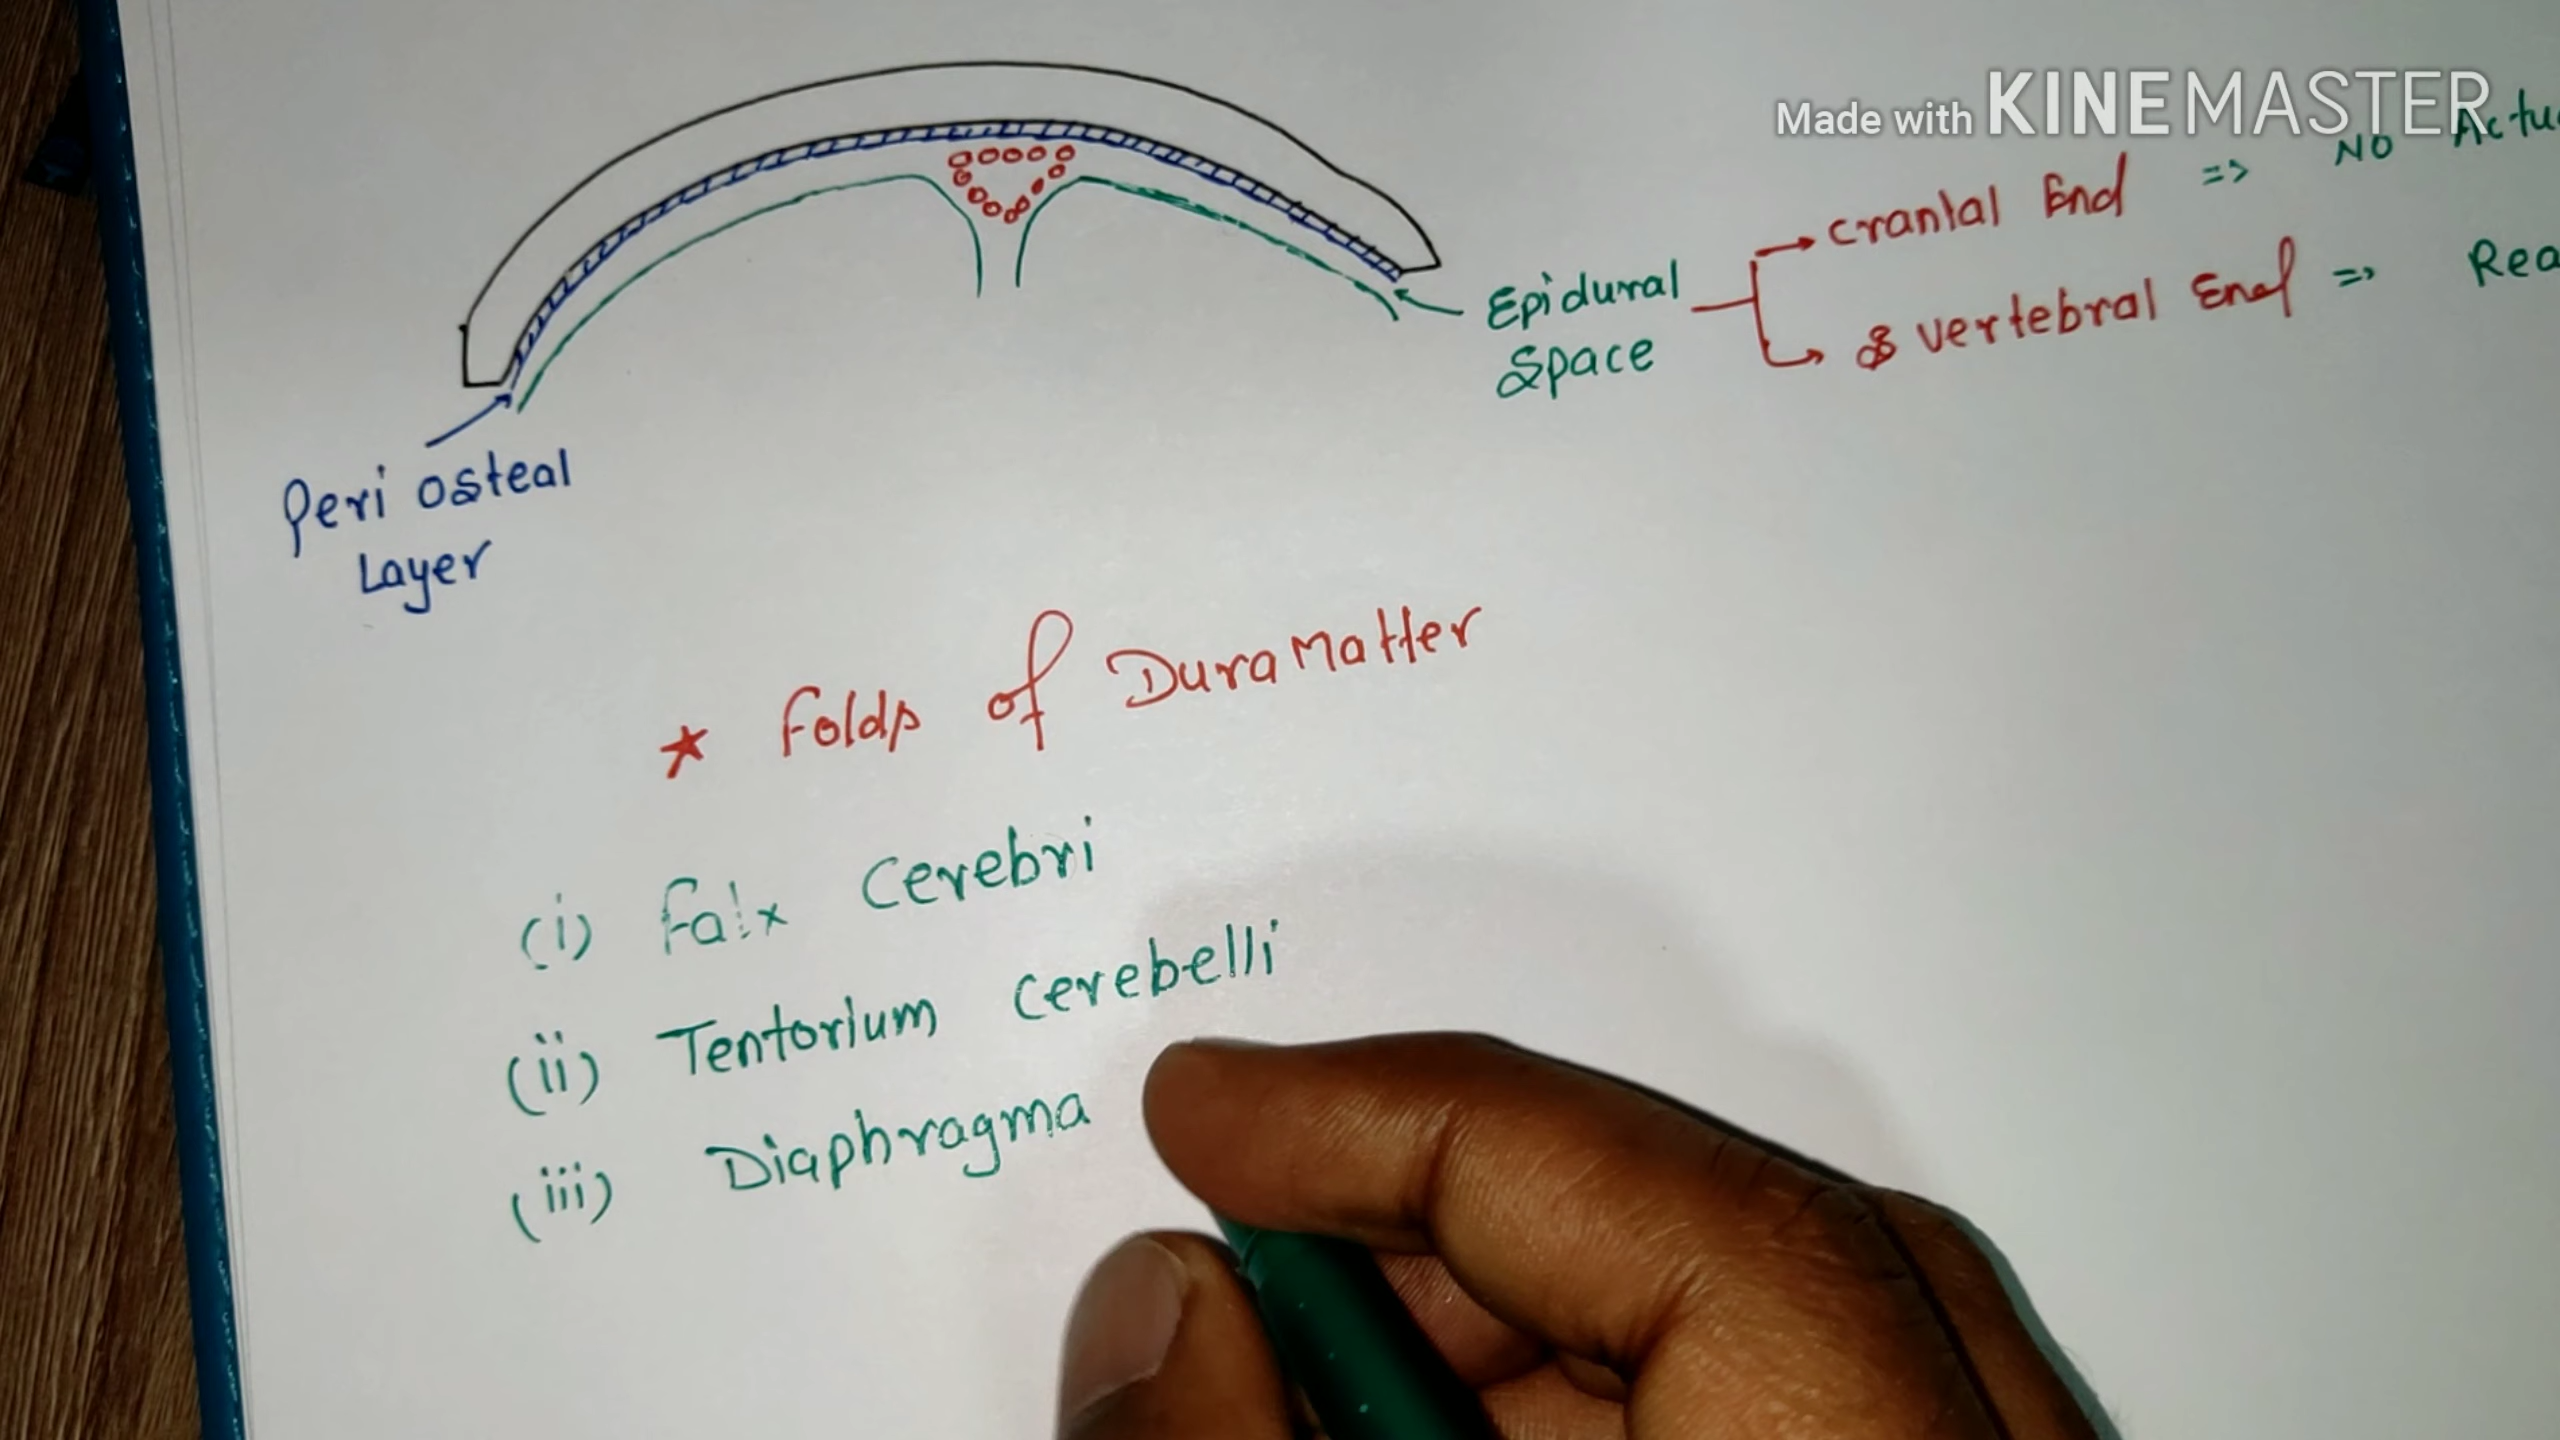 Made with KINEMASTER
Cranial End => NO Actu
Epidural
Space
& Vertebral End => Rea
Peri osteal
Layer
* Folds of Duramatter
(i) Falx Cerebri
(ii) Tentorium Cerebelli
(iii) Diaphragma